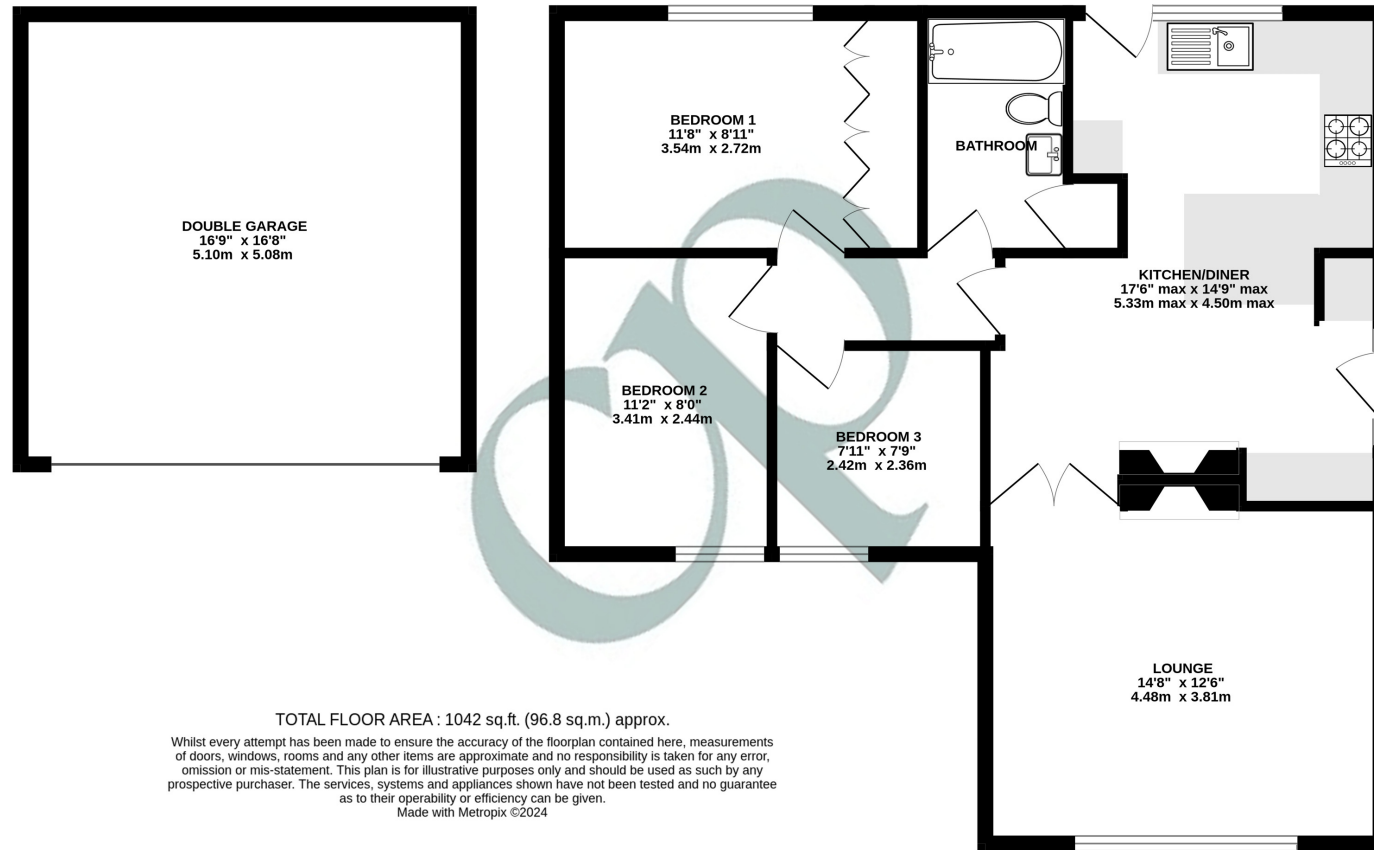 BEDROOM 1
11'8" x 8'11"
3.54m x 2.72m
BATHROOM
DOUBLE GARAGE
16'9" x 16'8"
5.10m x 5.08m
KITCHEN/DINER
17'6" max x 14'9" max
5.33m max x 4.50m max
BEDROOM 2
11'2" x 8'0"
3.41m x 2.44m
BEDROOM 3
7'11" x 7'9"
2.42m x 2.36m
LOUNGE
14'8" x 12'6"
4.48m x 3.81m
TOTAL FLOOR AREA : 1042 sq.ft. (96.8 sq.m.) approx.
Whilst every attempt has been made to ensure the accuracy of the floorplan contained here, measurements
of doors, windows, rooms and any other items are approximate and no responsibility is taken for any error,
omission or mis-statement. This plan is for illustrative purposes only and should be used as such by any
prospective purchaser. The services, systems and appliances shown have not been tested and no guarantee
as to their operability or efficiency can be given.
Made with Metropix ©2024